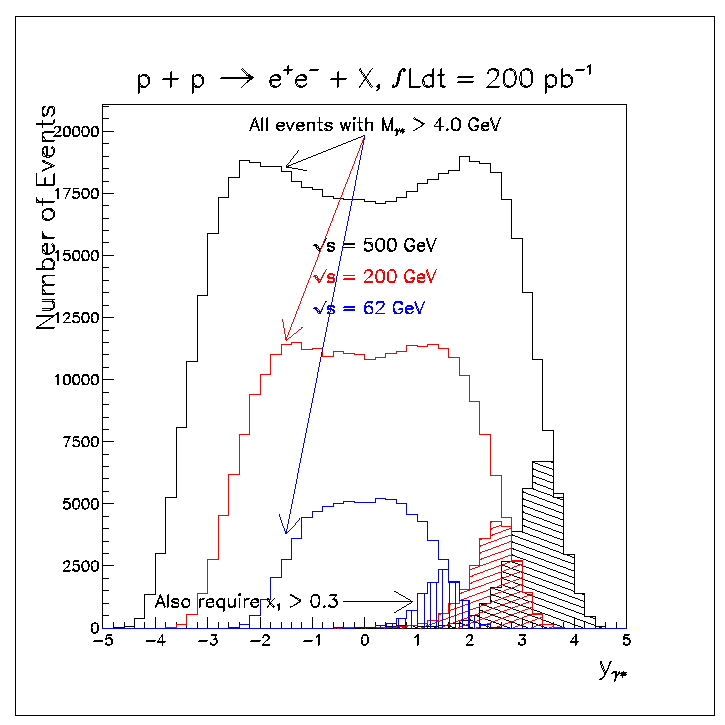 p + p → e⁺e⁻ + X, ∫Ldt = 200 pb⁻¹
Number of Events
All events with Mγ* > 4.0 GeV
√s = 500 GeV
√s = 200 GeV
√s = 62 GeV
Also require x₁ > 0.3
20000
17500
15000
12500
10000
7500
5000
2500
0
−5 −4 −3 −2 −1 0 1 2 3 4 5
yγ*